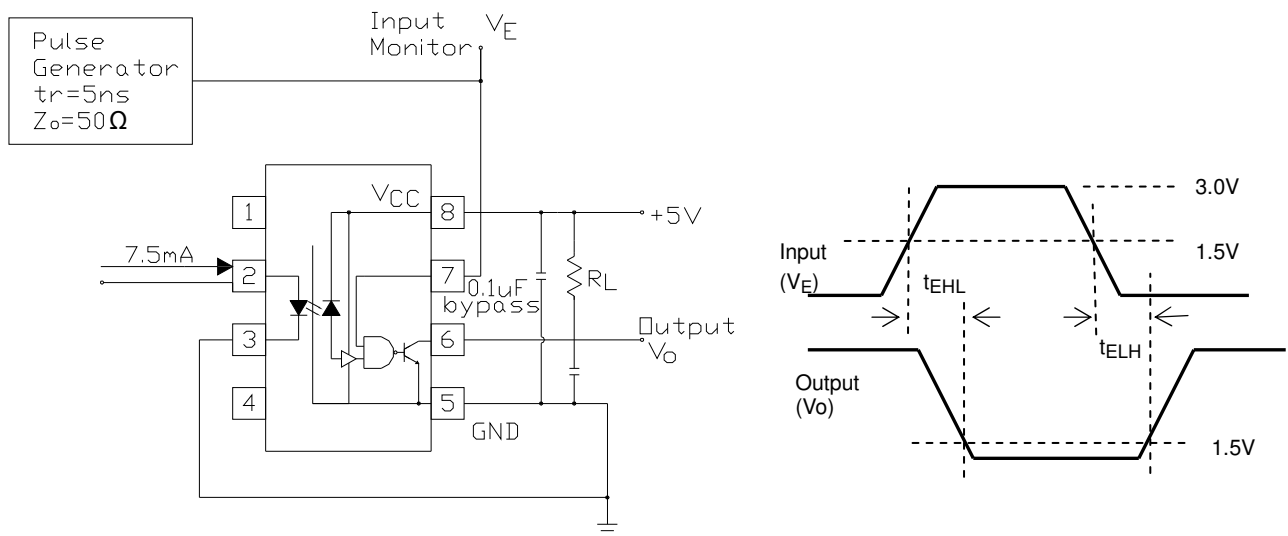 Pulse
Generator
tr=5ns
Zo=50Ω
Input
Monitor
VE
VCC
1
2
3
4
8
7
6
5
7.5mA
+5V
0.1uF
bypass
RL
Output
Vo
GND
3.0V
1.5V
Input
(VE)
tEHL
tELH
Output
(Vo)
1.5V